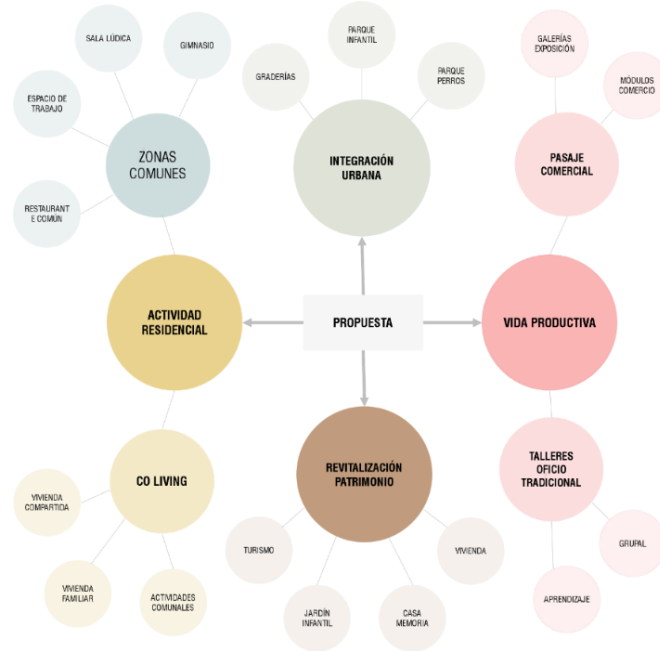 SALA LÚDICA
GIMNASIO
ESPACIO DE
TRABAJO
ZONAS
COMUNES
RESTAURANT
E COMÚN
PARQUE
INFANTIL
GRADERÍAS
PARQUE
PERROS
INTEGRACIÓN
URBANA
GALERÍAS
EXPOSICIÓN
MÓDULOS
COMERCIO
PASAJE
COMERCIAL
ACTIVIDAD
RESIDENCIAL
PROPUESTA
VIDA PRODUCTIVA
CO LIVING
VIVIENDA
COMPARTIDA
VIVIENDA
FAMILIAR
ACTIVIDADES
COMUNALES
REVITALIZACIÓN
PATRIMONIO
TURISMO
JARDÍN
INFANTIL
CASA
MEMORIA
VIVIENDA
TALLERES
OFICIO
TRADICIONAL
GRUPAL
APRENDIZAJE